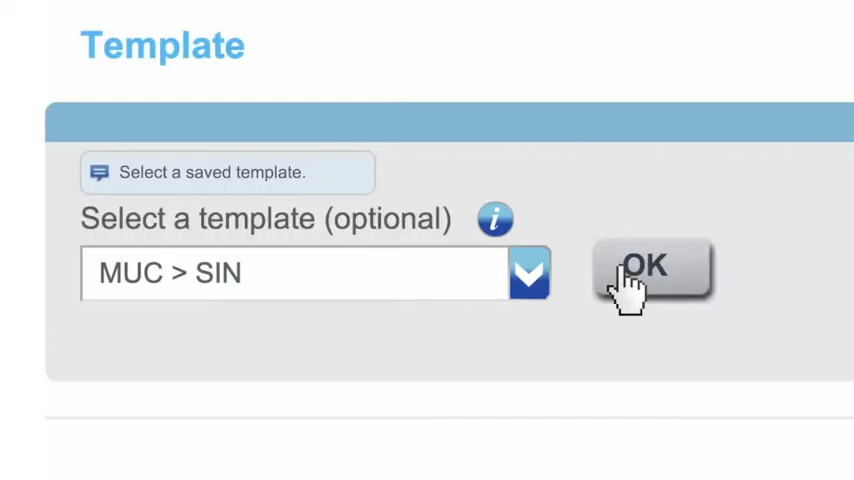 Template
Select a saved template.
Select a template (optional)
MUC > SIN
OK